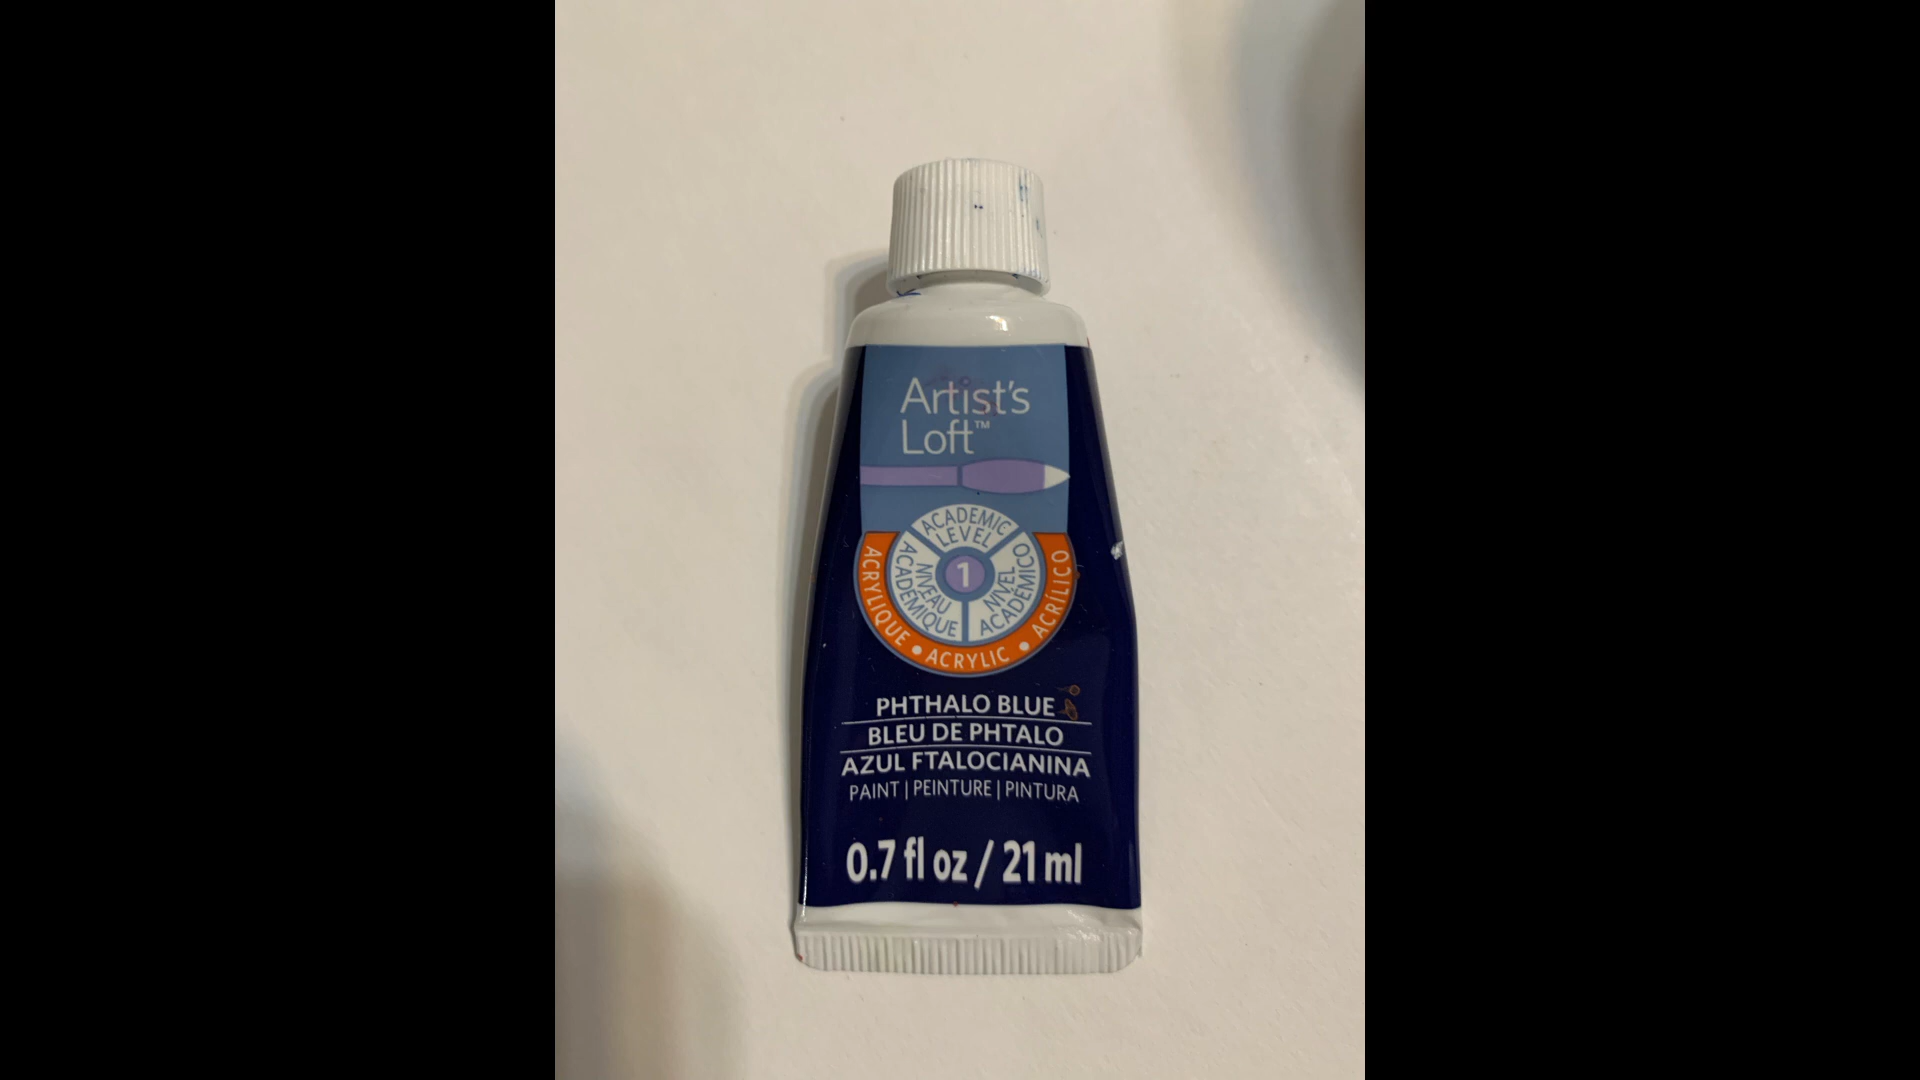 Artist's
Loft™
ACADEMIC
LEVEL
NIVEAU
ACADÉMIQUE
NIVEL
ACADÉMICO
1
ACRYLIQUE • ACRYLIC • ACRÍLICO
PHTHALO BLUE
BLEU DE PHTALO
AZUL FTALOCIANINA
PAINT | PEINTURE | PINTURA
0.7 fl oz / 21 ml